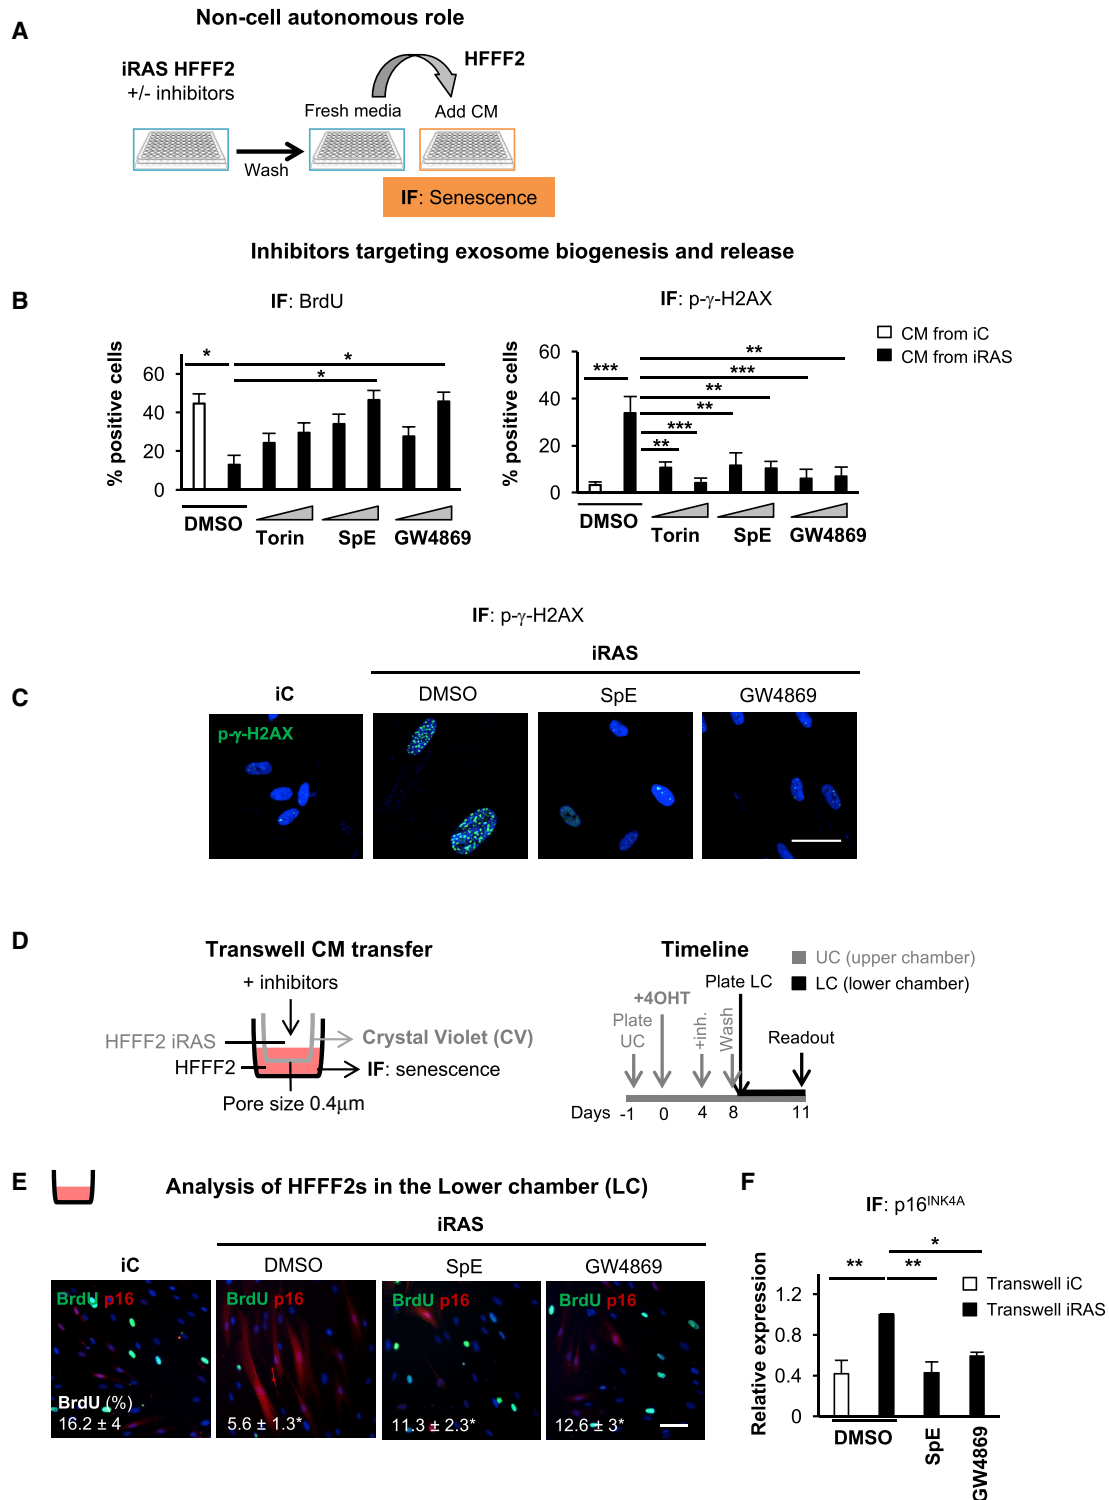 A
Non-cell autonomous role
iRAS HFFF2
+/- inhibitors
HFFF2
Fresh media
Add CM
Wash
IF: Senescence
Inhibitors targeting exosome biogenesis and release
B
IF: BrdU
% positive cells
60
40
20
0
*
*
*
DMSO
Torin
SpE
GW4869
IF: p-γ-H2AX
% positive cells
60
40
20
0
***
**
***
**
**
***
**
DMSO
Torin
SpE
GW4869
CM from iC
CM from iRAS
IF: p-γ-H2AX
iRAS
C
iC
DMSO
SpE
GW4869
p-γ-H2AX
D
Transwell CM transfer
+ inhibitors
HFFF2 iRAS
Crystal Violet (CV)
HFFF2
IF: senescence
Pore size 0.4μm
Timeline
UC (upper chamber)
LC (lower chamber)
Plate LC
+4OHT
Plate
UC
+inh.
Wash
Readout
Days -1 0 4 8 11
E
Analysis of HFFF2s in the Lower chamber (LC)
iRAS
iC
DMSO
SpE
GW4869
BrdU p16
BrdU p16
BrdU p16
BrdU p16
BrdU (%)
16.2 ± 4
5.6 ± 1.3*
11.3 ± 2.3*
12.6 ± 3*
F
IF: p16INK4A
Relative expression
1.2
0.8
0.4
0
*
**
**
Transwell iC
Transwell iRAS
DMSO
SpE
GW4869